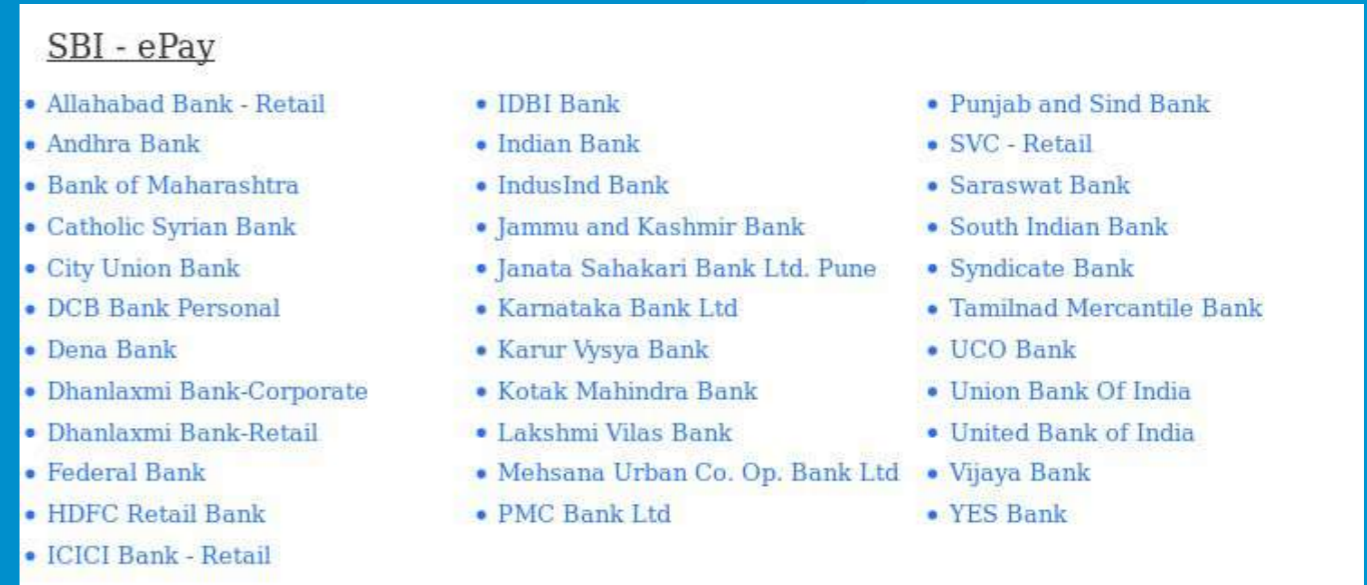 SBI - ePay
Allahabad Bank - Retail
Andhra Bank
Bank of Maharashtra
Catholic Syrian Bank
City Union Bank
DCB Bank Personal
Dena Bank
Dhanlaxmi Bank-Corporate
Dhanlaxmi Bank-Retail
Federal Bank
HDFC Retail Bank
ICICI Bank - Retail
IDBI Bank
Indian Bank
IndusInd Bank
Jammu and Kashmir Bank
Janata Sahakari Bank Ltd. Pune
Karnataka Bank Ltd
Karur Vysya Bank
Kotak Mahindra Bank
Lakshmi Vilas Bank
Mehsana Urban Co. Op. Bank Ltd
PMC Bank Ltd
Punjab and Sind Bank
SVC - Retail
Saraswat Bank
South Indian Bank
Syndicate Bank
Tamilnad Mercantile Bank
UCO Bank
Union Bank Of India
United Bank of India
Vijaya Bank
YES Bank